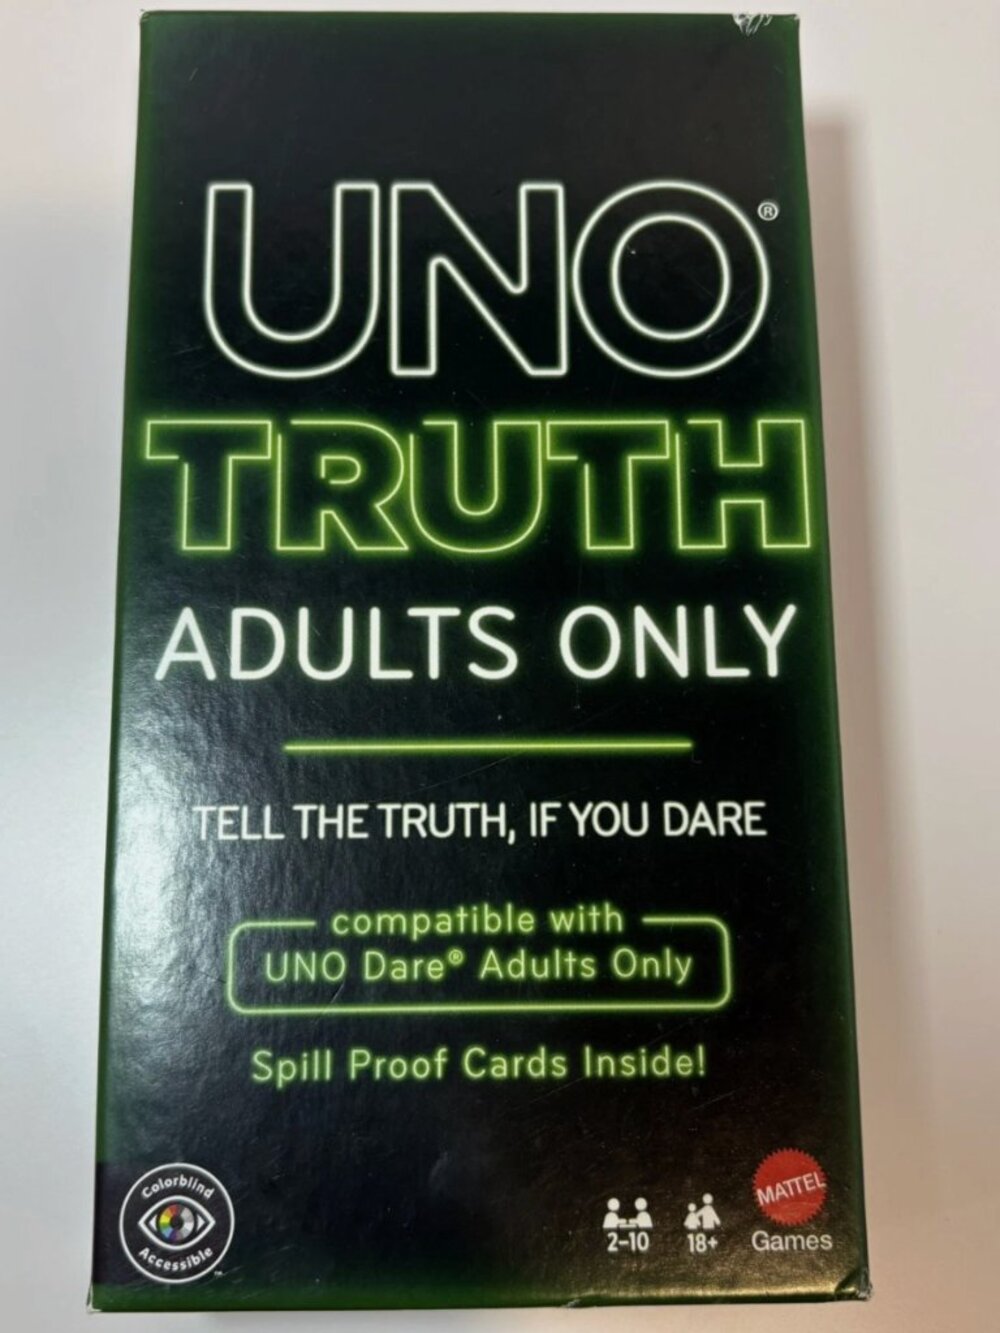 UNO®
TRUTH
ADULTS ONLY
TELL THE TRUTH, IF YOU DARE
compatible with
UNO Dare® Adults Only
Spill Proof Cards Inside!
Colorblind
Accessible™
2-10
18+
MATTEL
Games